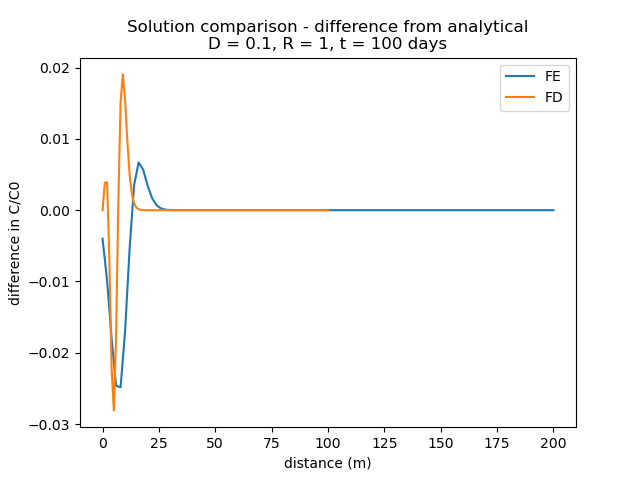 Solution comparison - difference from analytical
D = 0.1, R = 1, t = 100 days
FE
FD
0.02
0.01
0.00
−0.01
−0.02
−0.03
difference in C/C0
0 25 50 75 100 125 150 175 200
distance (m)